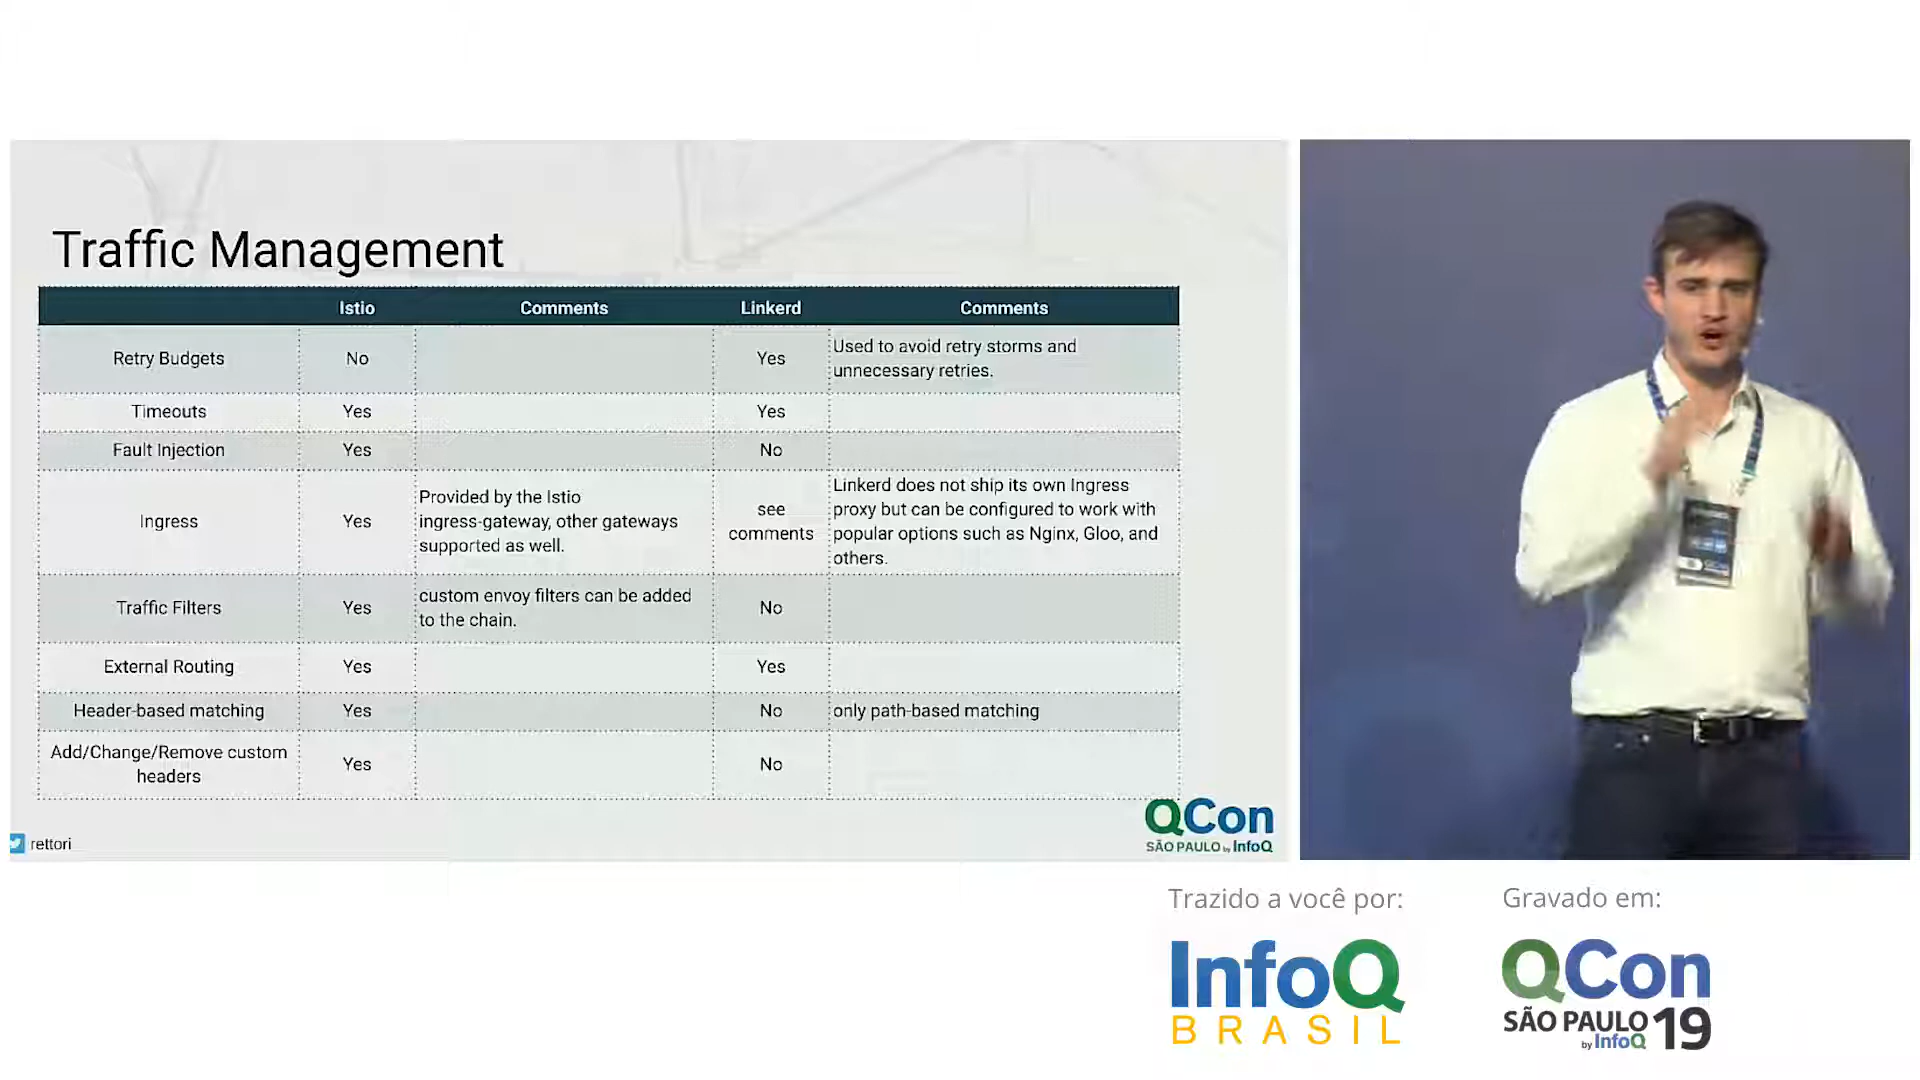 Traffic Management
Istio Comments Linkerd Comments
Retry Budgets No Yes Used to avoid retry storms and
unnecessary retries.
Timeouts Yes Yes
Fault Injection Yes No
Ingress Yes Provided by the Istio
ingress-gateway, other gateways
supported as well.
see
comments
Linkerd does not ship its own Ingress
proxy but can be configured to work with
popular options such as Nginx, Gloo, and
others.
Traffic Filters Yes custom envoy filters can be added
to the chain.
No
External Routing Yes Yes
Header-based matching Yes No only path-based matching
Add/Change/Remove custom
headers
Yes No
rettori
QCon
SÃO PAULO by InfoQ
Trazido a você por:
InfoQ
BRASIL
Gravado em:
QCon
SÃO PAULO 19
by InfoQ